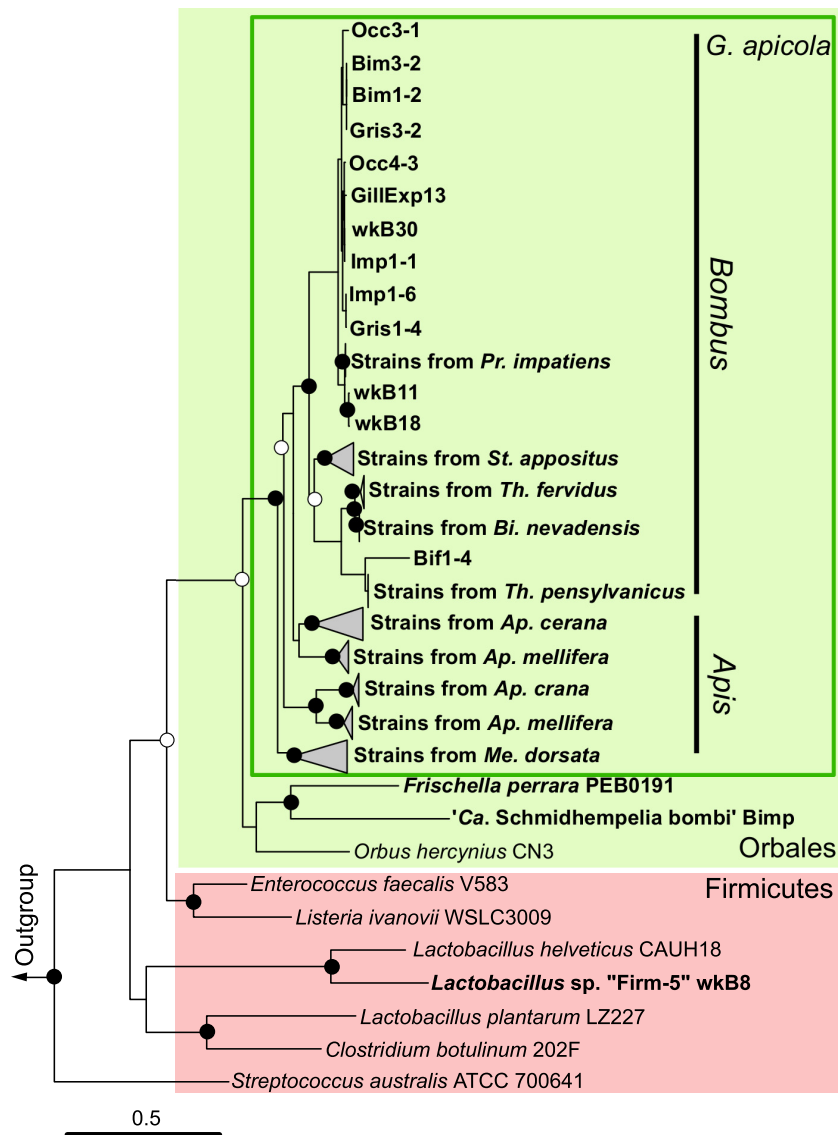 Occ3-1
G. apicola
Bim3-2
Bim1-2
Gris3-2
Occ4-3
GillExp13
wkB30
Imp1-1
Imp1-6
Gris1-4
Bombus
Strains from Pr. impatiens
wkB11
wkB18
Strains from St. appositus
Strains from Th. fervidus
Strains from Bi. nevadensis
Bif1-4
Strains from Th. pensylvanicus
Strains from Ap. cerana
Strains from Ap. mellifera
Apis
Strains from Ap. crana
Strains from Ap. mellifera
Strains from Me. dorsata
Frischella perrara PEB0191
'Ca. Schmidhempelia bombi' Bimp
Orbus hercynius CN3
Orbales
Enterococcus faecalis V583
Firmicutes
Listeria ivanovii WSLC3009
Outgroup
Lactobacillus helveticus CAUH18
Lactobacillus sp. "Firm-5" wkB8
Lactobacillus plantarum LZ227
Clostridium botulinum 202F
Streptococcus australis ATCC 700641
0.5